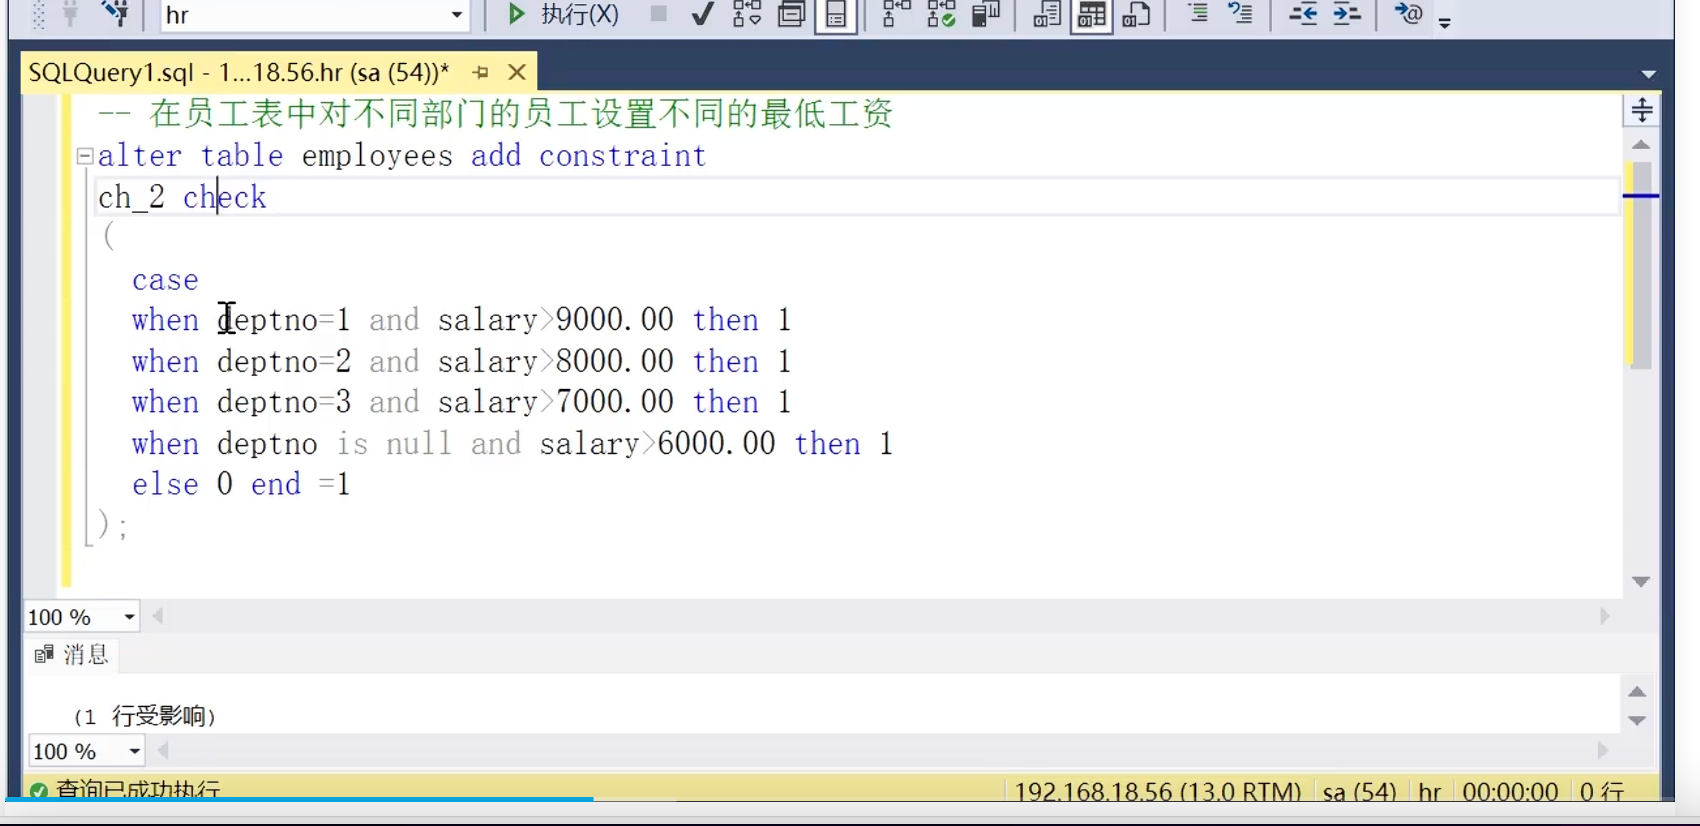 hr
执行(X)
SQLQuery1.sql - 1...18.56.hr (sa (54))*
-- 在员工表中对不同部门的员工设置不同的最低工资
alter table employees add constraint
ch_2 check
(
case
when deptno=1 and salary>9000.00 then 1
when deptno=2 and salary>8000.00 then 1
when deptno=3 and salary>7000.00 then 1
when deptno is null and salary>6000.00 then 1
else 0 end =1
);
100 %
消息
(1 行受影响)
100 %
查询已成功执行
192.168.18.56 (13.0 RTM) sa (54) hr 00:00:00 0 行